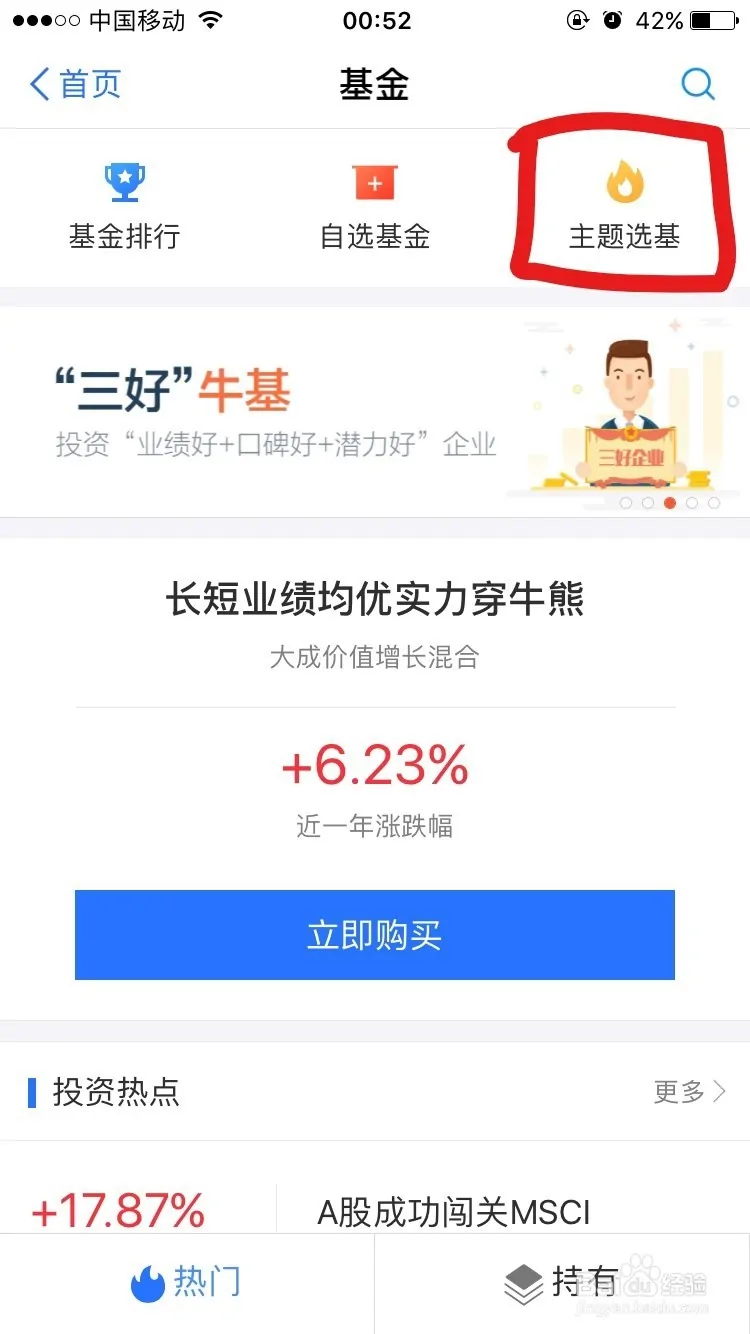 中国移动 00:52 42%
首页 基金
基金排行 自选基金 主题选基
“三好”牛基
投资“业绩好+口碑好+潜力好”企业
三好企业
长短业绩均优实力穿牛熊
大成价值增长混合
+6.23%
近一年涨跌幅
立即购买
投资热点 更多
+17.87% A股成功闯关MSCI
热门 持有
Baidu经验
jingyan.baidu.com